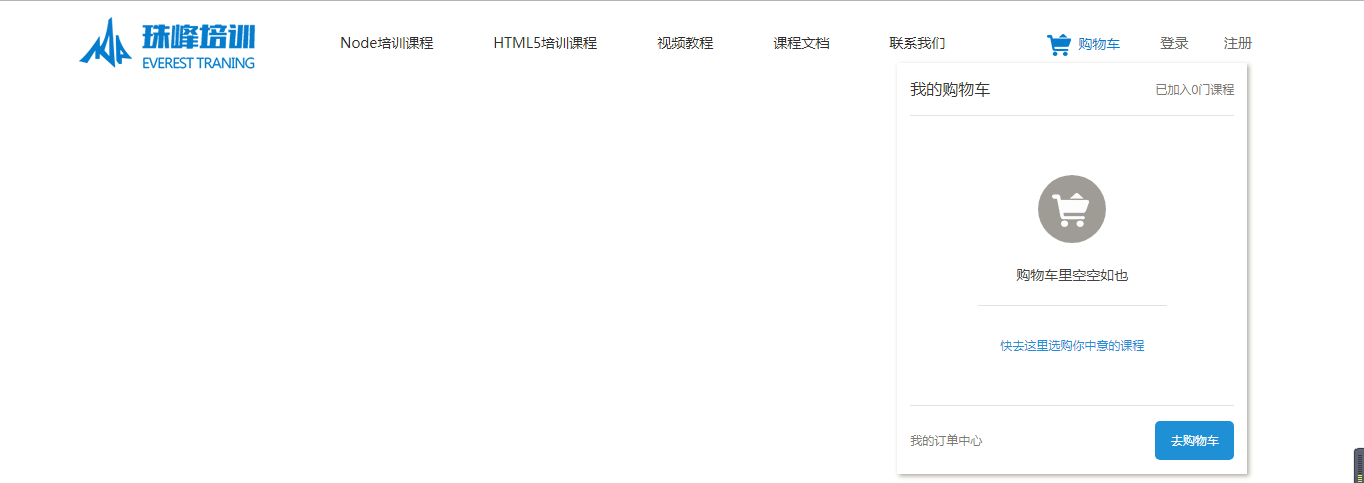 珠峰培训
EVEREST TRANING
Node培训课程 HTML5培训课程 视频教程 课程文档 联系我们 购物车 登录 注册
我的购物车 已加入0门课程
购物车里空空如也
快去这里选购你中意的课程
我的订单中心 去购物车